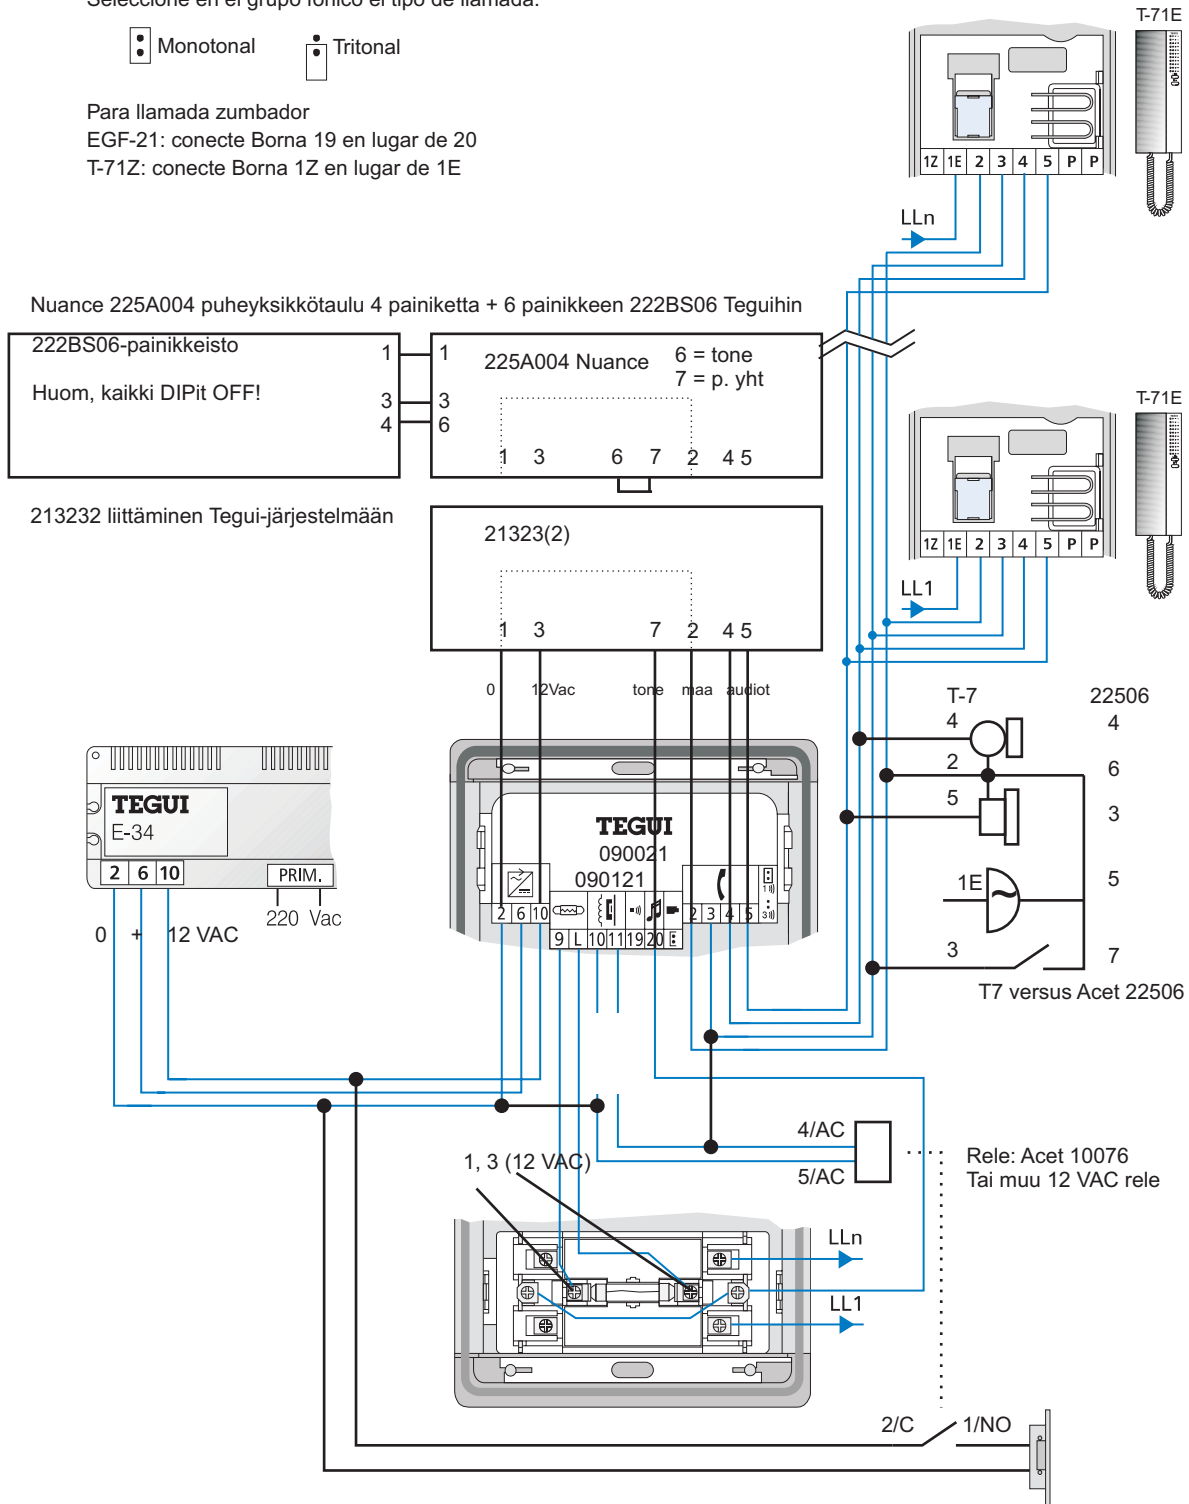 Seleccione en el grupo fónico el tipo de llamada:
Monotonal
Tritonal
Para llamada zumbador
EGF-21: conecte Borna 19 en lugar de 20
T-71Z: conecte Borna 1Z en lugar de 1E
T-71E
1Z 1E 2 3 4 5 P P
LLn
Nuance 225A004 puheyksikkötaulu 4 painiketta + 6 painikkeen 222BS06 Teguihin
222BS06-painikkeisto
Huom, kaikki DIPit OFF!
1
3
4
1
3
6
225A004 Nuance
6 = tone
7 = p. yht
1 3 6 7 2 4 5
T-71E
1Z 1E 2 3 4 5 P P
LL1
213232 liittäminen Tegui-järjestelmään
21323(2)
1 3 7 2 4 5
0 12Vac tone maa audiot
T-7 22506
4 4
2 6
5 3
1E 5
3 7
T7 versus Acet 22506
TEGUI
E-34
2 6 10
PRIM.
220 Vac
0 + 12 VAC
TEGUI
090021
090121
1
3
2 6 10
2 3 4 5
9 L 10 11 19 20
4/AC
5/AC
Rele: Acet 10076
Tai muu 12 VAC rele
1, 3 (12 VAC)
LLn
LL1
2/C 1/NO